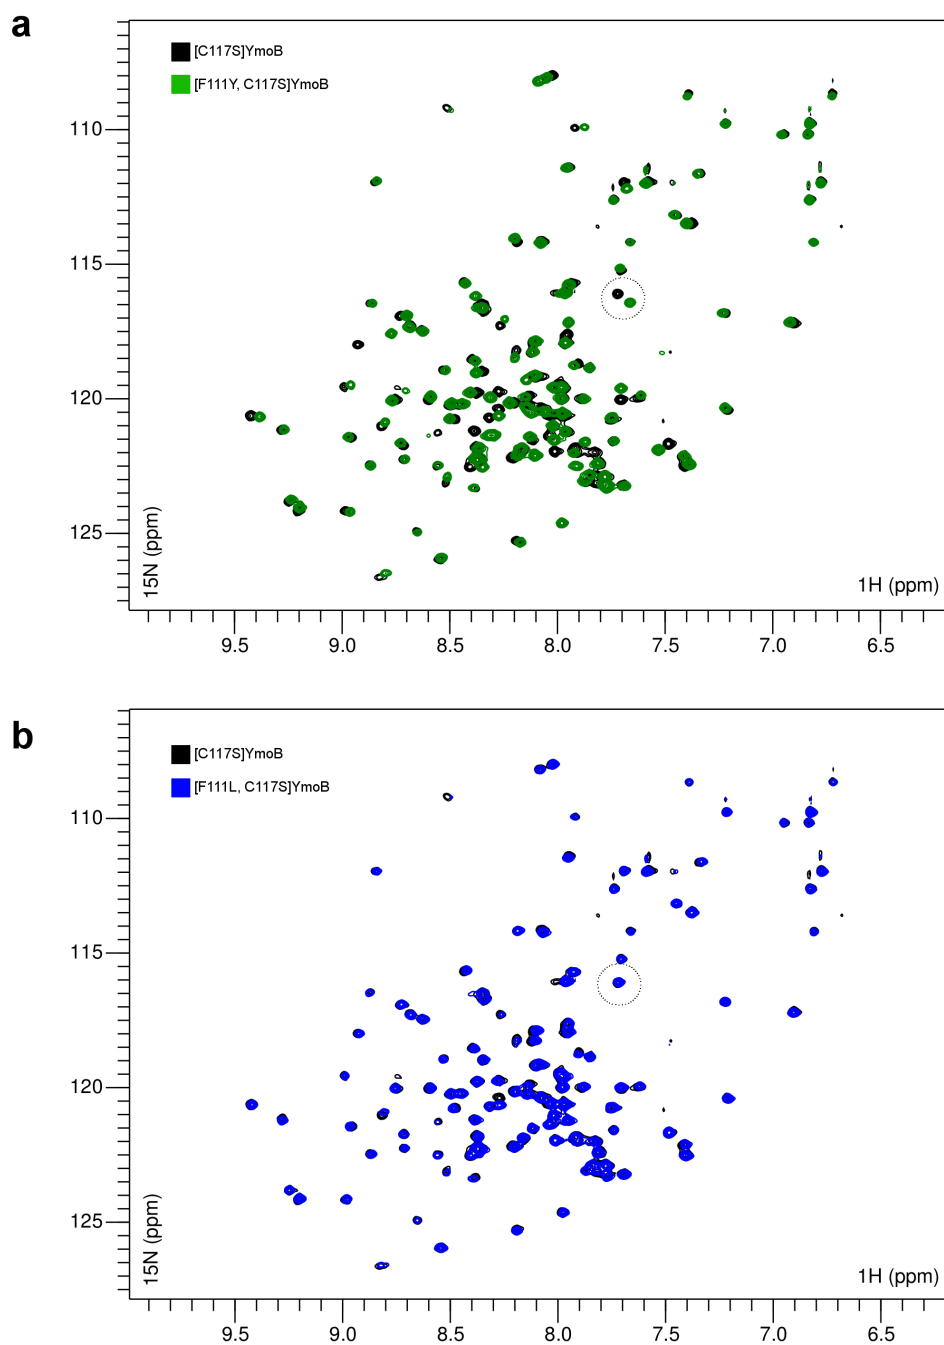 a
[C117S]YmoB
[F111Y, C117S]YmoB
110
115
120
125
15N (ppm)
1H (ppm)
9.5 9.0 8.5 8.0 7.5 7.0 6.5
b
[C117S]YmoB
[F111L, C117S]YmoB
110
115
120
125
15N (ppm)
1H (ppm)
9.5 9.0 8.5 8.0 7.5 7.0 6.5